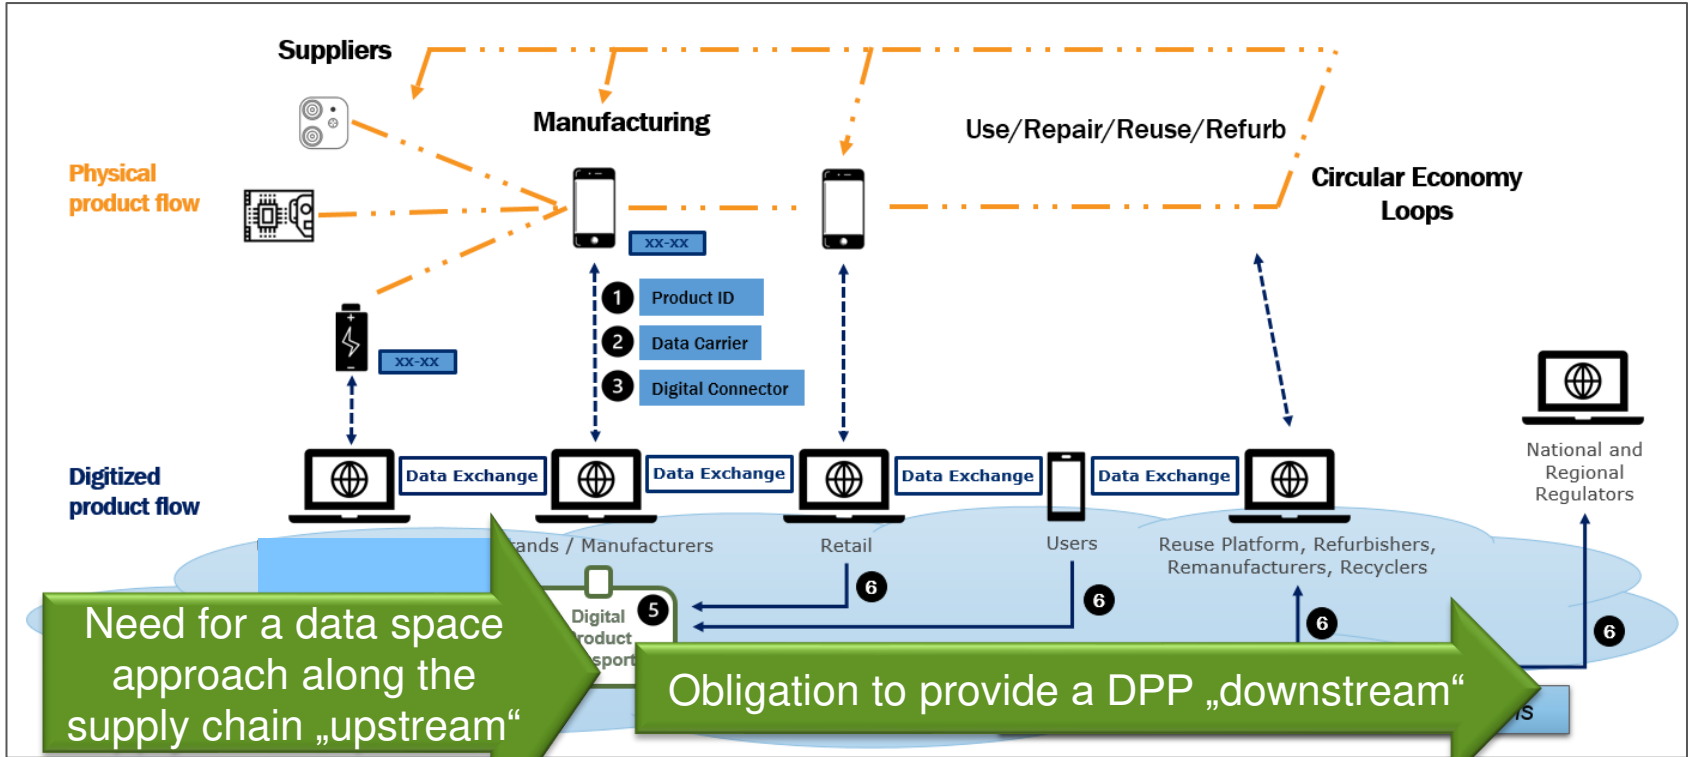 Suppliers
Manufacturing
Use/Repair/Reuse/Refurb
Physical
product flow
Circular Economy
Loops
xx-xx
1 Product ID
2 Data Carrier
3 Digital Connector
xx-xx
National and
Regional
Regulators
Digitized
product flow
Data Exchange
Data Exchange
Data Exchange
Data Exchange
Manufacturers
Retail
Users
Reuse Platform, Refurbishers,
Remanufacturers, Recyclers
6
6
6
6
Digital
5
Need for a data space
approach along the
supply chain „upstream“
Obligation to provide a DPP „downstream“